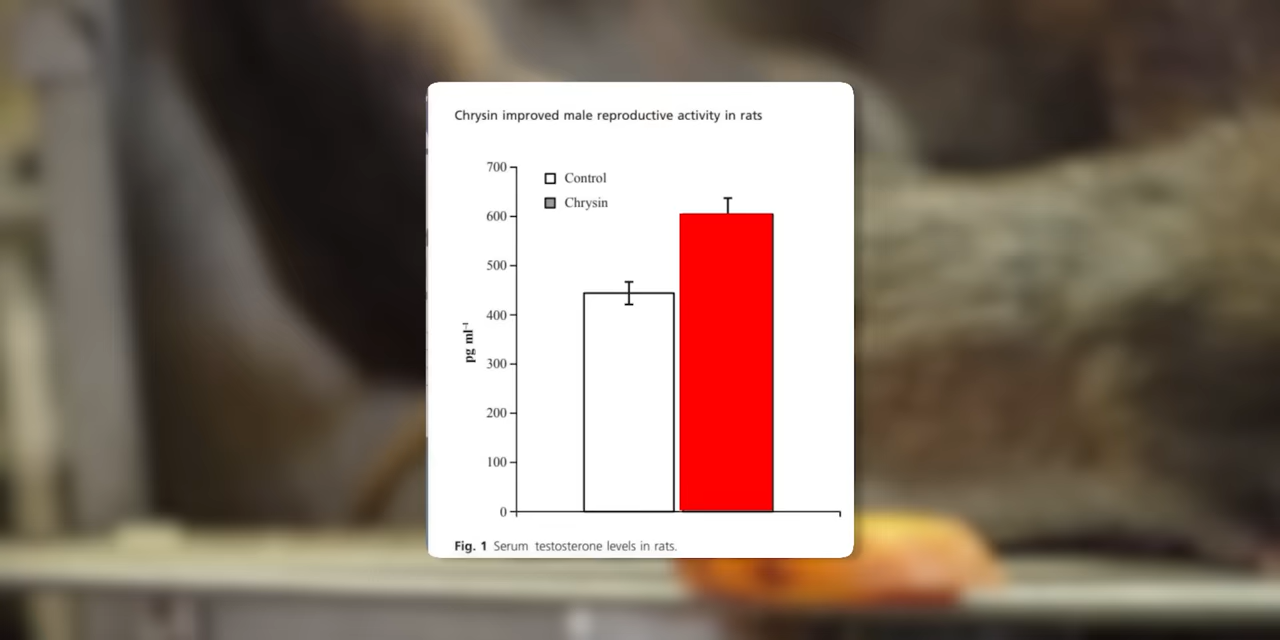 Chrysin improved male reproductive activity in rats
700
Control
Chrysin
600
500
400
pg ml⁻¹
300
200
100
0
Fig. 1 Serum testosterone levels in rats.